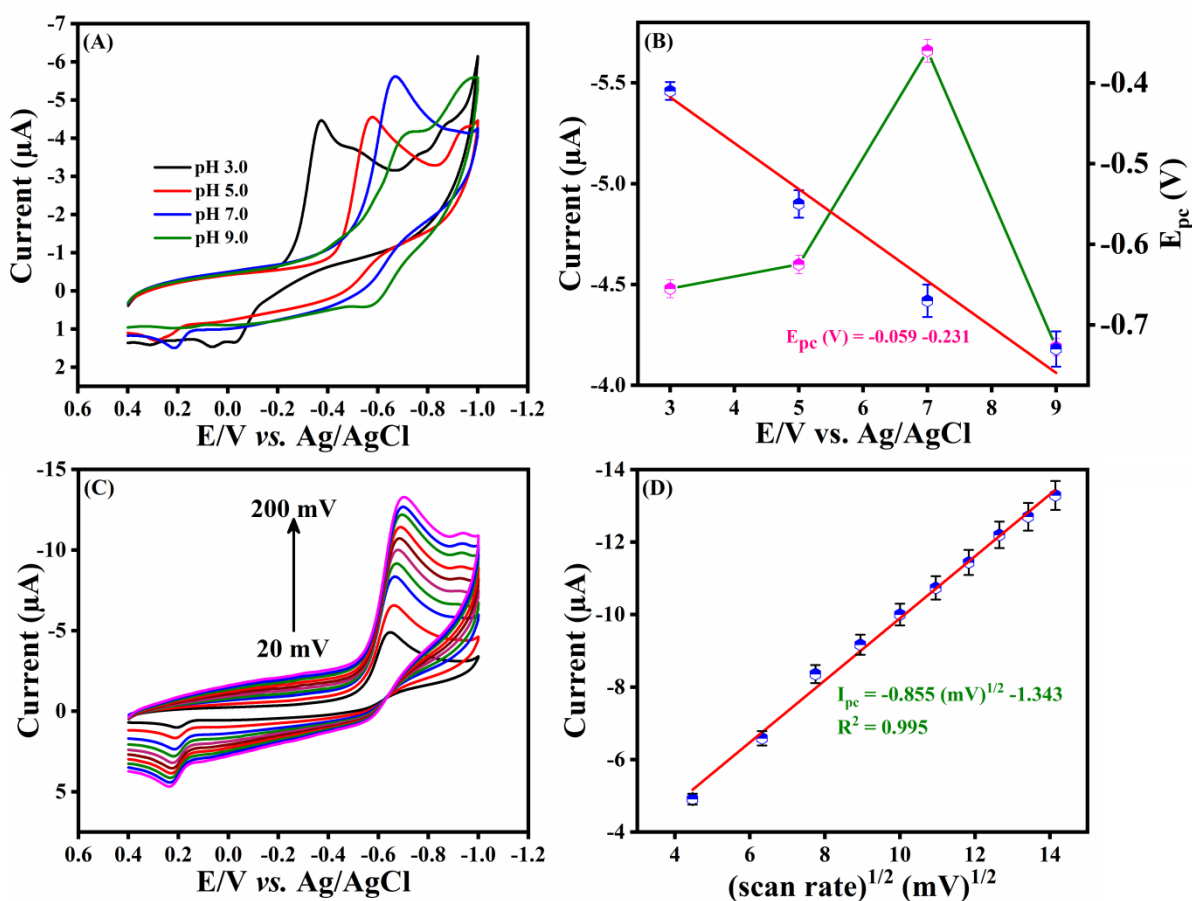 (A)
-7
-6
-5
-4
-3
-2
-1
0
1
2
Current (µA)
pH 3.0
pH 5.0
pH 7.0
pH 9.0
0.6 0.4 0.2 0.0 -0.2 -0.4 -0.6 -0.8 -1.0 -1.2
E/V vs. Ag/AgCl
(B)
-5.5
-5.0
-4.5
-4.0
Current (µA)
-0.4
-0.5
-0.6
-0.7
Epc (V)
Epc (V) = -0.059 -0.231
3 4 5 6 7 8 9
E/V vs. Ag/AgCl
(C)
-15
-10
-5
0
5
Current (µA)
200 mV
20 mV
0.6 0.4 0.2 0.0 -0.2 -0.4 -0.6 -0.8 -1.0 -1.2
E/V vs. Ag/AgCl
(D)
-14
-12
-10
-8
-6
-4
Current (µA)
Ipc = -0.855 (mV)1/2 -1.343
R2 = 0.995
4 6 8 10 12 14
(scan rate)1/2 (mV)1/2